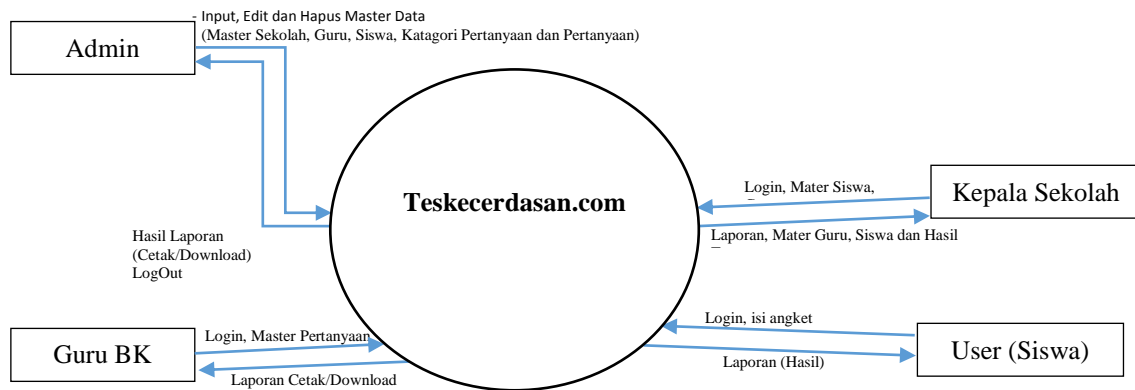 - Input, Edit dan Hapus Master Data
(Master Sekolah, Guru, Siswa, Katagori Pertanyaan dan Pertanyaan)
Admin
Teskecerdasan.com
Login, Mater Siswa,
Kepala Sekolah
Laporan, Mater Guru, Siswa dan Hasil
Hasil Laporan
(Cetak/Download)
LogOut
Login, isi angket
User (Siswa)
Laporan (Hasil)
Login, Master Pertanyaan
Guru BK
Laporan Cetak/Download